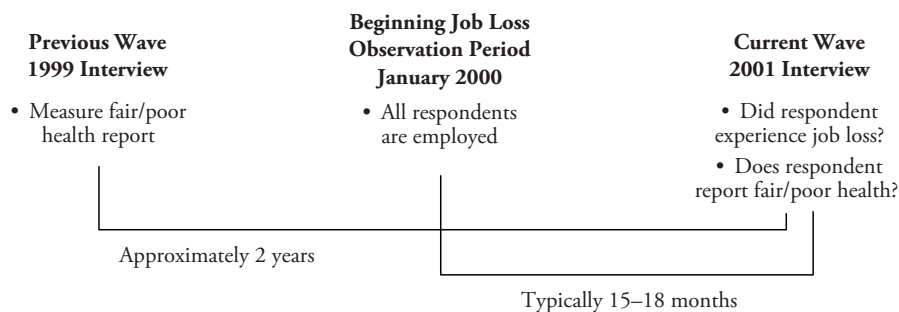 Previous Wave
1999 Interview
• Measure fair/poor
health report
Beginning Job Loss
Observation Period
January 2000
• All respondents
are employed
Current Wave
2001 Interview
• Did respondent
experience job loss?
• Does respondent
report fair/poor health?
Approximately 2 years
Typically 15–18 months